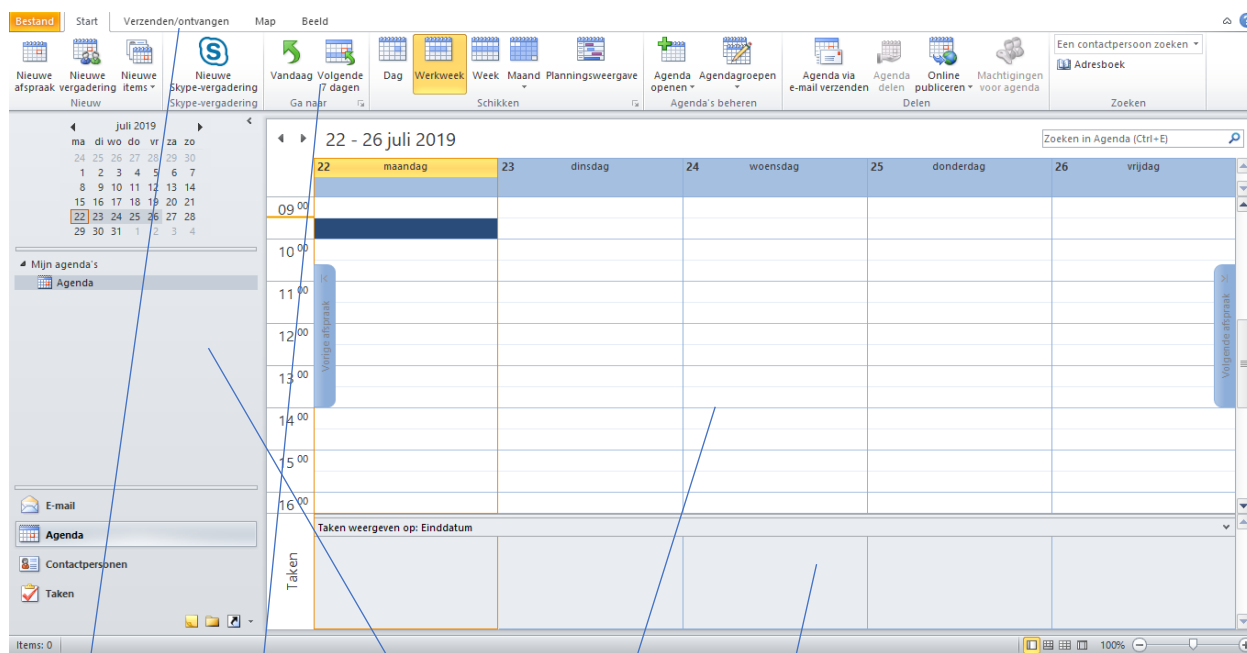 Bestand Start Verzenden/ontvangen Map Beeld
Nieuwe afspraak
Nieuwe vergadering
Nieuwe items
Nieuw
Nieuwe Skype-vergadering
Skype-vergadering
Vandaag
Volgende 7 dagen
Ga naar
Dag
Werkweek
Week
Maand
Planningsweergave
Schikken
Agenda openen
Agendagroepen
Agenda's beheren
Agenda via e-mail verzenden
Agenda delen
Online publiceren
Machtigingen voor agenda
Delen
Een contactpersoon zoeken
Adresboek
Zoeken
juli 2019
ma di wo do vr za zo
24 25 26 27 28 29 30
1 2 3 4 5 6 7
8 9 10 11 12 13 14
15 16 17 18 19 20 21
22 23 24 25 26 27 28
29 30 31 1 2 3 4
Mijn agenda's
Agenda
E-mail
Agenda
Contactpersonen
Taken
22 - 26 juli 2019
Zoeken in Agenda (Ctrl+E)
22 maandag 23 dinsdag 24 woensdag 25 donderdag 26 vrijdag
09 00
10 00
11 00
12 00
13 00
14 00
15 00
16 00
Vorige afspraak
Volgende afspraak
Taken weergeven op: Einddatum
Taken
Items: 0
100%